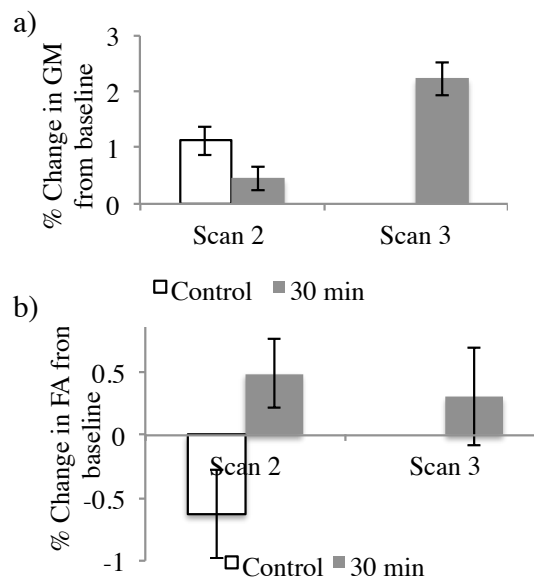 a)
% Change in GM
from baseline
3
2
1
0
Scan 2 Scan 3
Control 30 min
b)
% Change in FA fron
baseline
0.5
0
-0.5
-1
Scan 2 Scan 3
Control 30 min